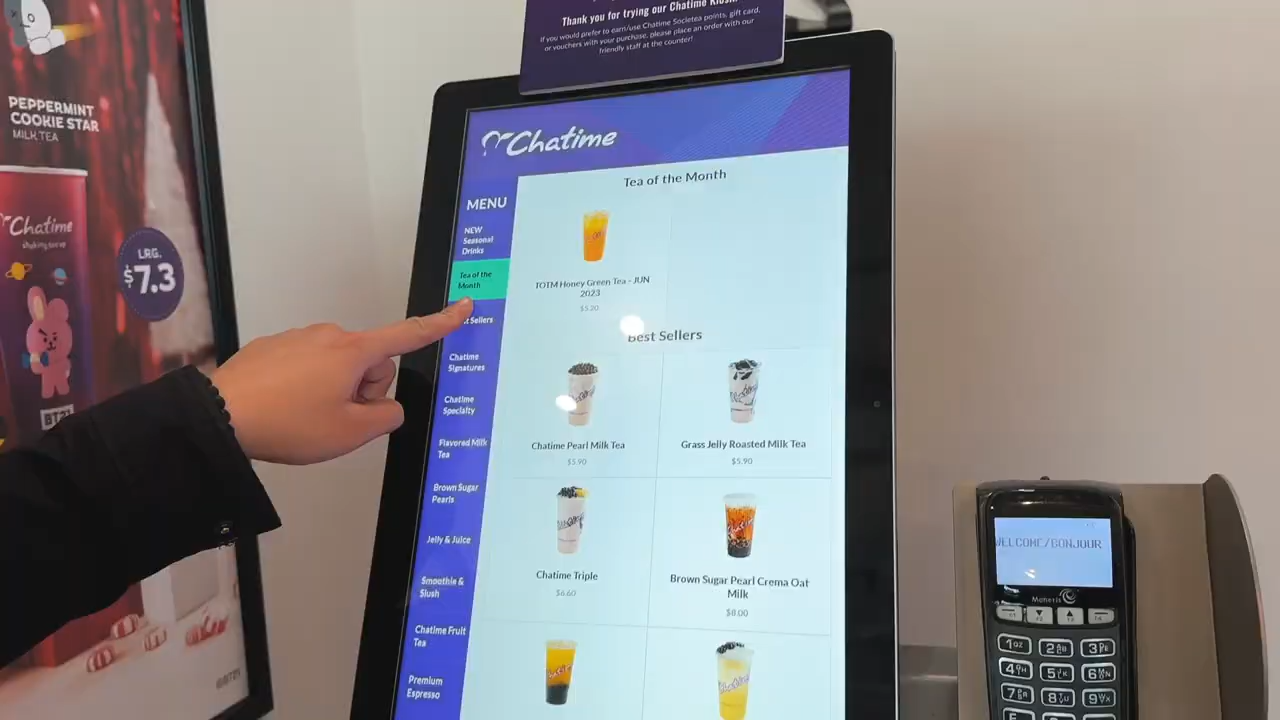 Thank you for trying our Chatime Kiosk!
If you would prefer to earn/use Chatime Societea points, gift card,
or vouchers with your purchase, please place an order with our
friendly staff at the counter!
PEPPERMINT
COOKIE STAR
MILK TEA
Chatime
LRG.
$7.3
BT21
Chatime
MENU
NEW
Seasonal
Drinks
Tea of the
Month
t Sellers
Chatime
Signatures
Chatime
Specialty
Flavored Milk
Tea
Brown Sugar
Pearls
Jelly & Juice
Smoothie &
Slush
Chatime Fruit
Tea
Premium
Espresso
Tea of the Month
TOTM Honey Green Tea - JUN
2023
$5.20
Best Sellers
Chatime Pearl Milk Tea
$5.90
Grass Jelly Roasted Milk Tea
$5.90
Chatime Triple
$6.60
Brown Sugar Pearl Crema Oat
Milk
$8.00
WELCOME/BONJOUR
Moneris